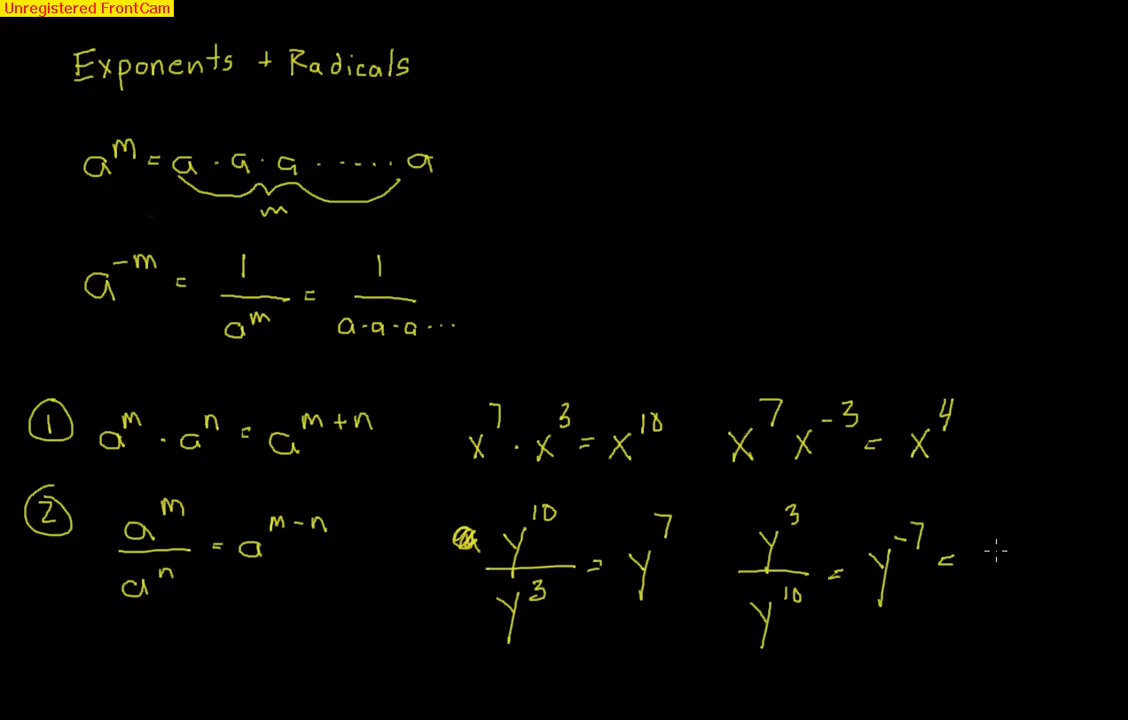 Unregistered FrontCam
Exponents + Radicals
a^m = a · a · a · ····· a
m
a^-m = 1/a^m = 1/(a·a·a···)
① a^m · a^n = a^(m+n) x^7 · x^3 = x^10 x^7 x^-3 = x^4
② a^m/a^n = a^(m-n) y^10/y^3 = y^7 y^3/y^10 = y^-7 =